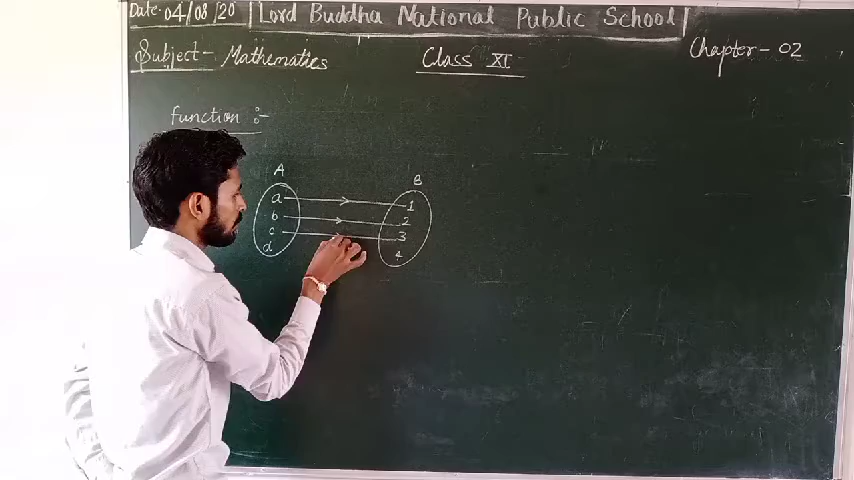 Date:- 04/08/20 Lord Buddha National Public School
Subject:- Mathematics Class XI Chapter - 02
function :-
A B
a 1
b 2
c 3
d 4